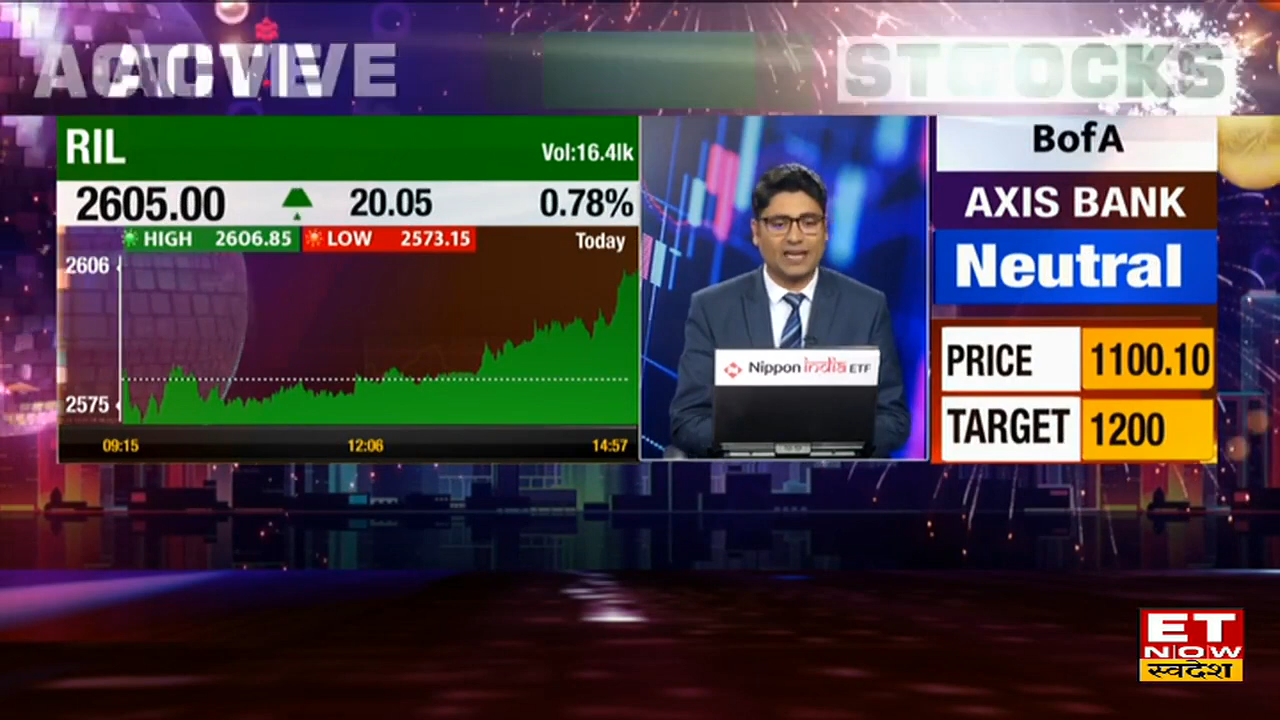 ACTIVE STOCKS
RIL
Vol:16.4lk
2605.00 20.05 0.78%
HIGH 2606.85 LOW 2573.15 Today
2606
2575
09:15 12:06 14:57
Nippon india ETF
BofA
AXIS BANK
Neutral
PRICE 1100.10
TARGET 1200
ET
NOW
स्वदेश